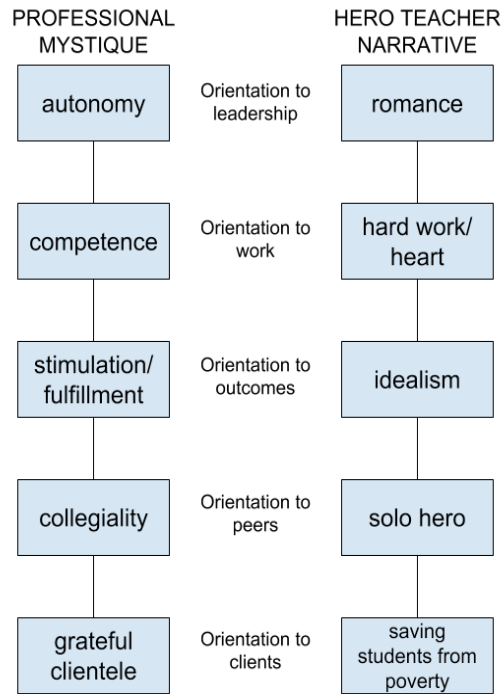 PROFESSIONAL
MYSTIQUE
HERO TEACHER
NARRATIVE
autonomy
Orientation to
leadership
romance
competence
Orientation to
work
hard work/
heart
stimulation/
fulfillment
Orientation to
outcomes
idealism
collegiality
Orientation to
peers
solo hero
grateful
clientele
Orientation to
clients
saving
students from
poverty